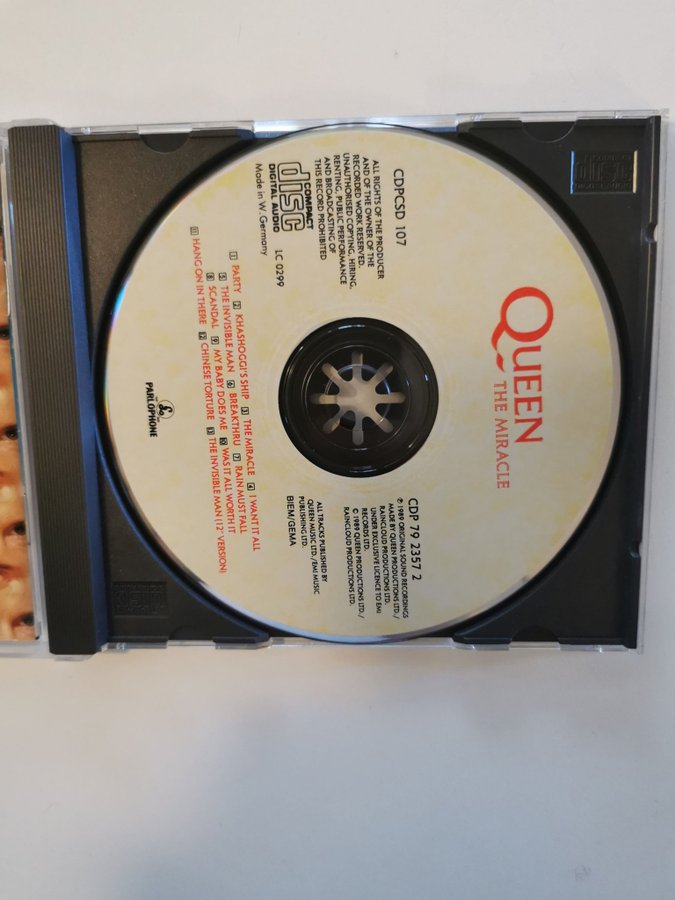 QUEEN
THE MIRACLE
CDPCSD 107
ALL RIGHTS OF THE PRODUCER
AND OF THE OWNER OF THE
RECORDED WORK RESERVED.
UNAUTHORISED COPYING, HIRING,
RENTING, PUBLIC PERFORMANCE
AND BROADCASTING OF
THIS RECORD PROHIBITED
COMPACT
disc
DIGITAL AUDIO
LC 0299
Made in W. Germany
CDP 79 2357 2
℗ 1989 ORIGINAL SOUND RECORDINGS
MADE BY QUEEN PRODUCTIONS LTD./
RAINCLOUD PRODUCTIONS LTD.
UNDER EXCLUSIVE LICENCE TO EMI
RECORDS LTD.
© 1989 QUEEN PRODUCTIONS LTD./
RAINCLOUD PRODUCTIONS LTD.
ALL TRACKS PUBLISHED BY
QUEEN MUSIC LTD./EMI MUSIC
PUBLISHING LTD.
BIEM/GEMA
1 PARTY 2 KHASHOGGI'S SHIP 3 THE MIRACLE 4 I WANT IT ALL
5 THE INVISIBLE MAN 6 BREAKTHRU 7 RAIN MUST FALL
8 SCANDAL 9 MY BABY DOES ME 10 WAS IT ALL WORTH IT
11 HANG ON IN THERE 12 CHINESE TORTURE 13 THE INVISIBLE MAN (12" VERSION)
PARLOPHONE